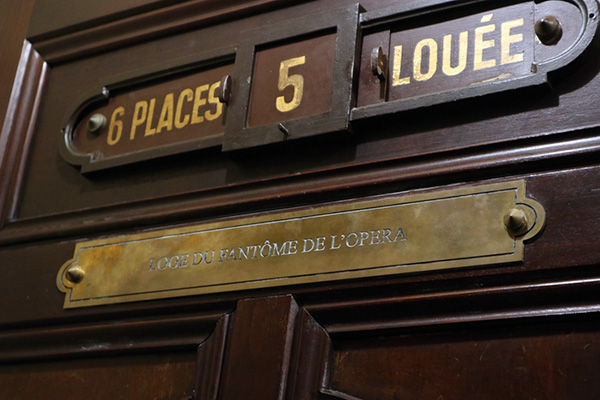 6 PLACES 5 LOUÉE
LOGE DU FANTÔME DE L'OPERA